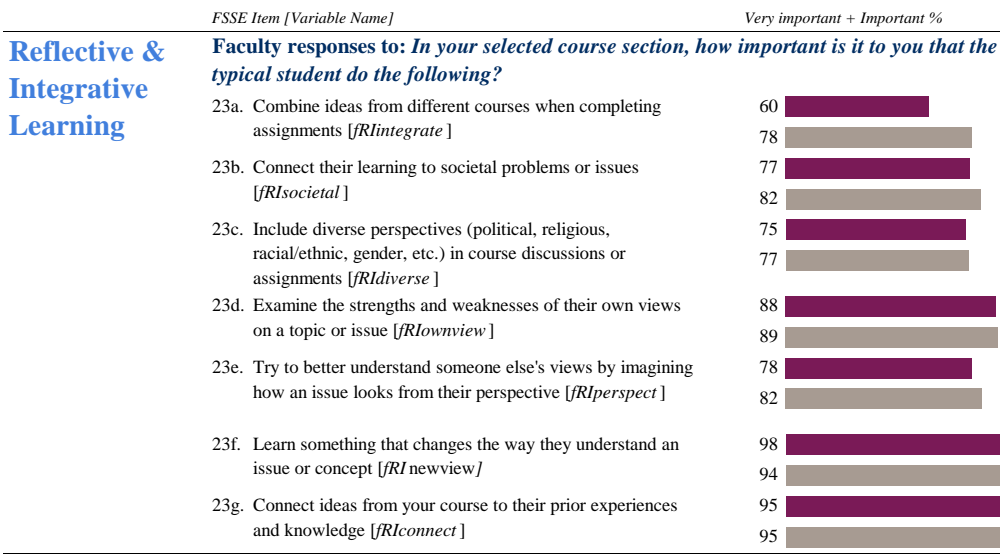 FSSE Item [Variable Name]
Very important + Important %
Reflective &
Integrative
Learning
Faculty responses to: In your selected course section, how important is it to you that the
typical student do the following?
23a. Combine ideas from different courses when completing
assignments [fRIintegrate]
60
78
23b. Connect their learning to societal problems or issues
[fRIsocietal]
77
82
23c. Include diverse perspectives (political, religious,
racial/ethnic, gender, etc.) in course discussions or
assignments [fRIdiverse]
75
77
23d. Examine the strengths and weaknesses of their own views
on a topic or issue [fRIownview]
88
89
23e. Try to better understand someone else's views by imagining
how an issue looks from their perspective [fRIperspect]
78
82
23f. Learn something that changes the way they understand an
issue or concept [fRInewview]
98
94
23g. Connect ideas from your course to their prior experiences
and knowledge [fRIconnect]
95
95